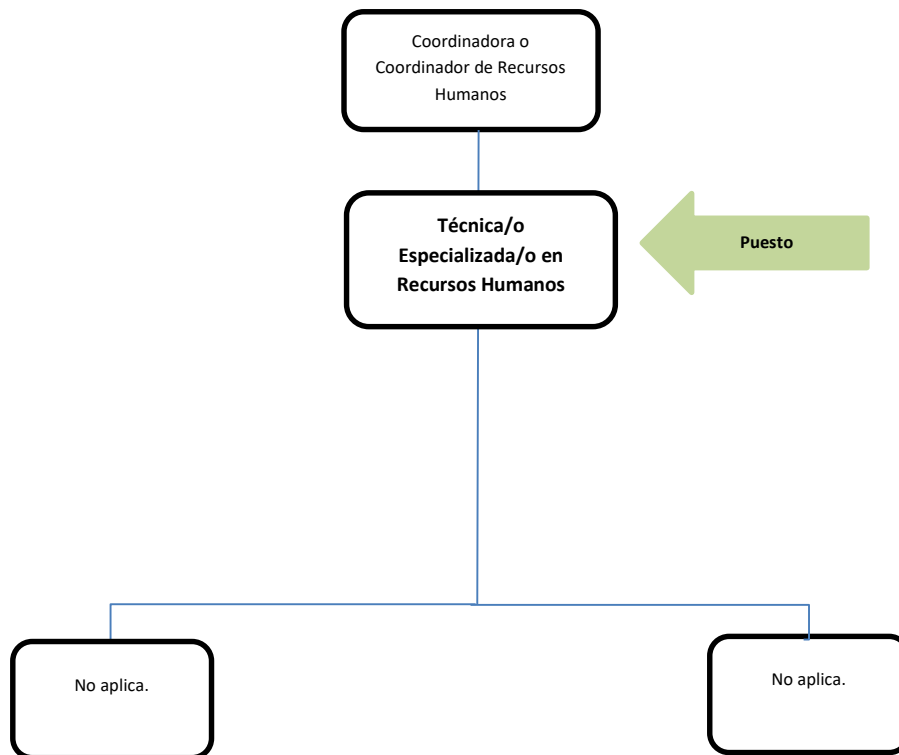 Coordinadora o
Coordinador de Recursos
Humanos
Técnica/o
Especializada/o en
Recursos Humanos
Puesto
No aplica.
No aplica.